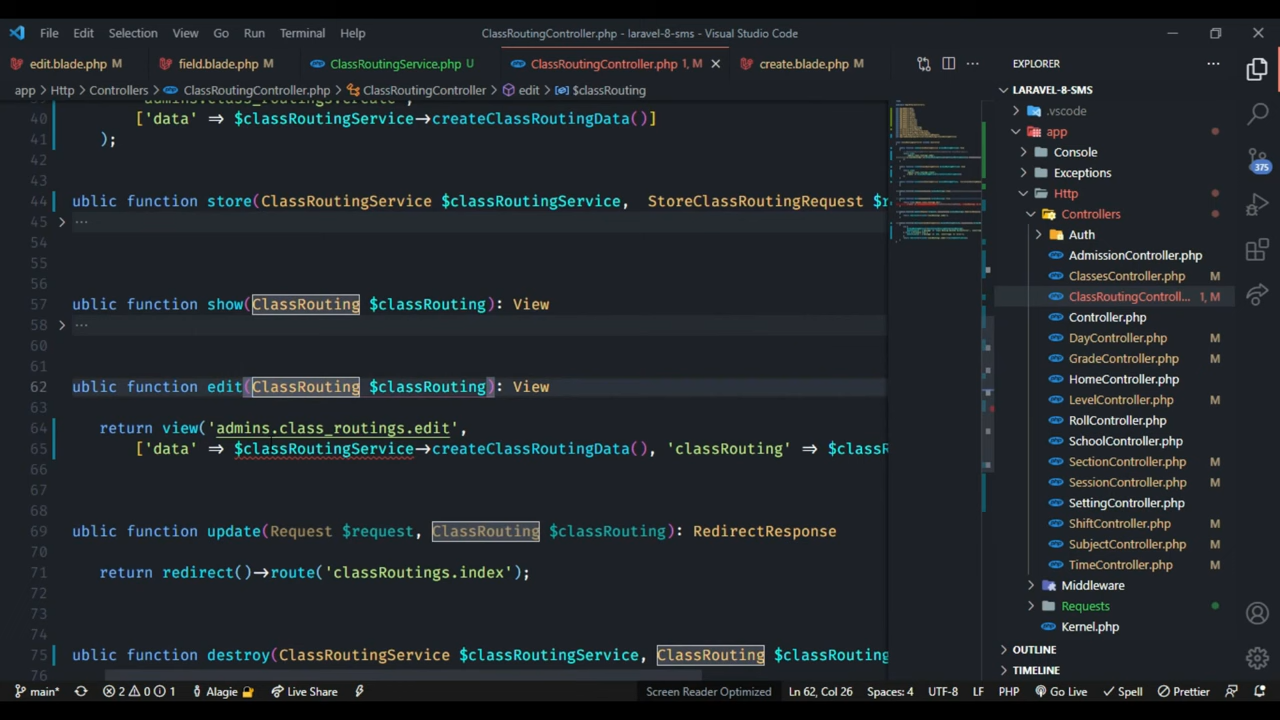 File Edit Selection View Go Run Terminal Help
ClassRoutingController.php - laravel-8-sms - Visual Studio Code
edit.blade.php M
field.blade.php M
ClassRoutingService.php U
ClassRoutingController.php 1, M
create.blade.php M
app > Http > Controllers > ClassRoutingController.php > ClassRoutingController > edit > $classRouting
40 ['data' => $classRoutingService->createClassRoutingData()]
41 );
42
43
44 ublic function store(ClassRoutingService $classRoutingService, StoreClassRoutingRequest $r
45 ...
54
55
56
57 ublic function show(ClassRouting $classRouting): View
58 ...
60
61
62 ublic function edit(ClassRouting $classRouting): View
63
64 return view('admins.class_routings.edit',
65 ['data' => $classRoutingService->createClassRoutingData(), 'classRouting' => $classR
66
67
69 ublic function update(Request $request, ClassRouting $classRouting): RedirectResponse
70
71 return redirect()->route('classRoutings.index');
72
73
74
75 ublic function destroy(ClassRoutingService $classRoutingService, ClassRouting $classRouting
76
EXPLORER
LARAVEL-8-SMS
.vscode
app
Console
Exceptions
Http
Controllers
Auth
AdmissionController.php
ClassesController.php M
ClassRoutingControll... 1, M
Controller.php
DayController.php M
GradeController.php M
HomeController.php
LevelController.php M
RollController.php
SchoolController.php
SectionController.php M
SessionController.php M
SettingController.php
ShiftController.php M
SubjectController.php M
TimeController.php M
Middleware
Requests
Kernel.php
OUTLINE
TIMELINE
375
main* 2 0 1 Alagie Live Share
Screen Reader Optimized Ln 62, Col 26 Spaces: 4 UTF-8 LF PHP Go Live Spell Prettier